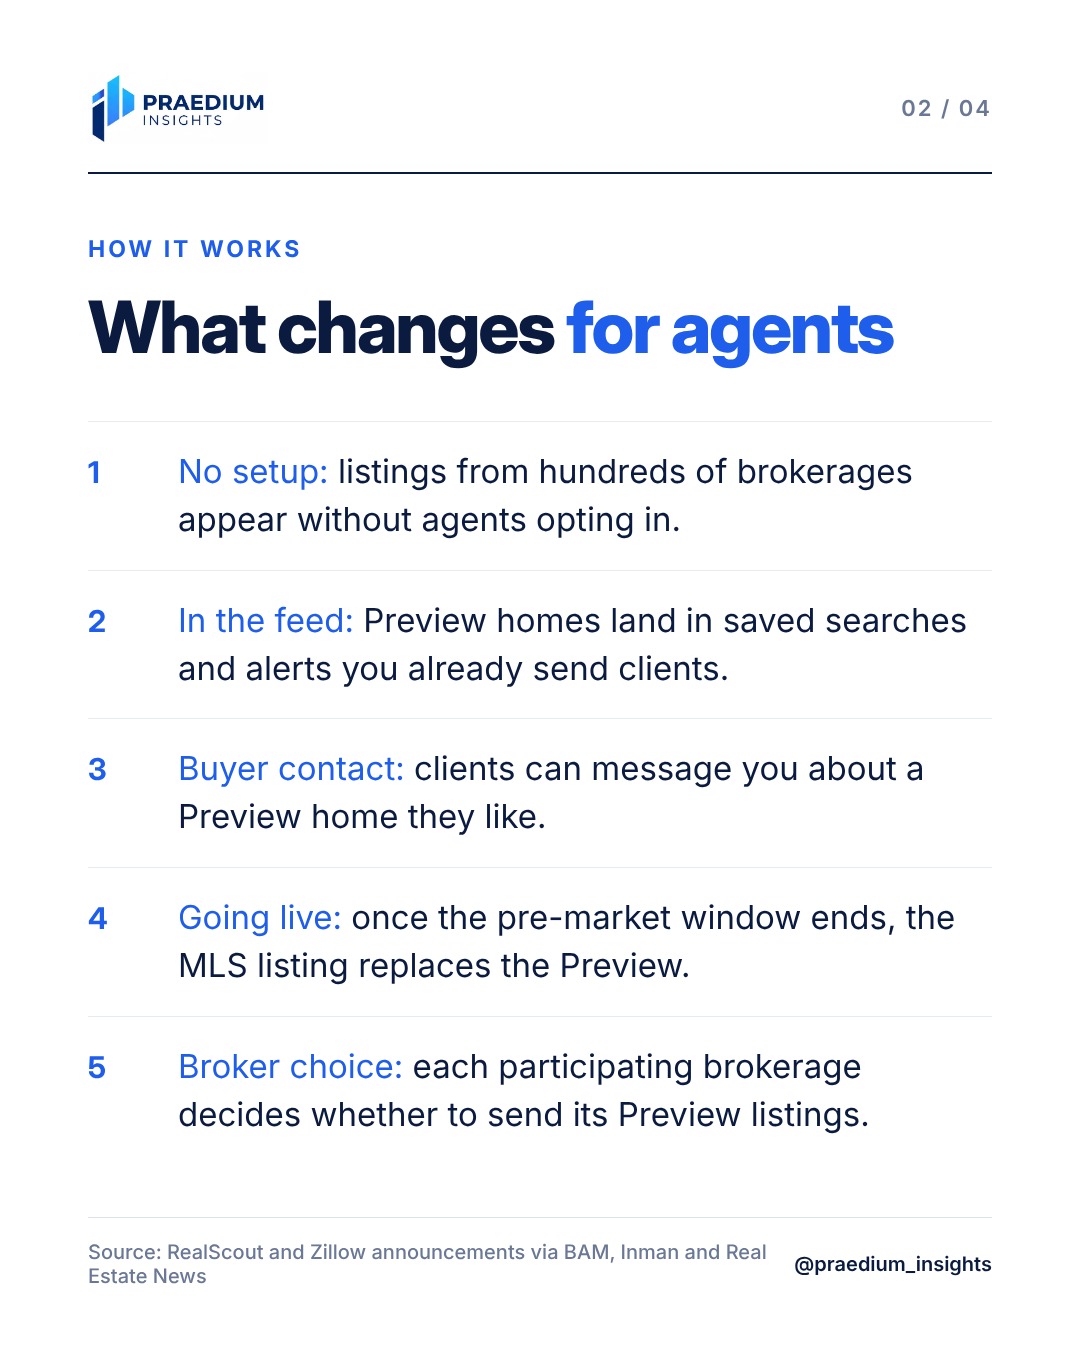 PRAEDIUM
INSIGHTS
02 / 04
HOW IT WORKS
What changes for agents
1 No setup: listings from hundreds of brokerages
appear without agents opting in.
2 In the feed: Preview homes land in saved searches
and alerts you already send clients.
3 Buyer contact: clients can message you about a
Preview home they like.
4 Going live: once the pre-market window ends, the
MLS listing replaces the Preview.
5 Broker choice: each participating brokerage
decides whether to send its Preview listings.
Source: RealScout and Zillow announcements via BAM, Inman and Real
Estate News
@praedium_insights